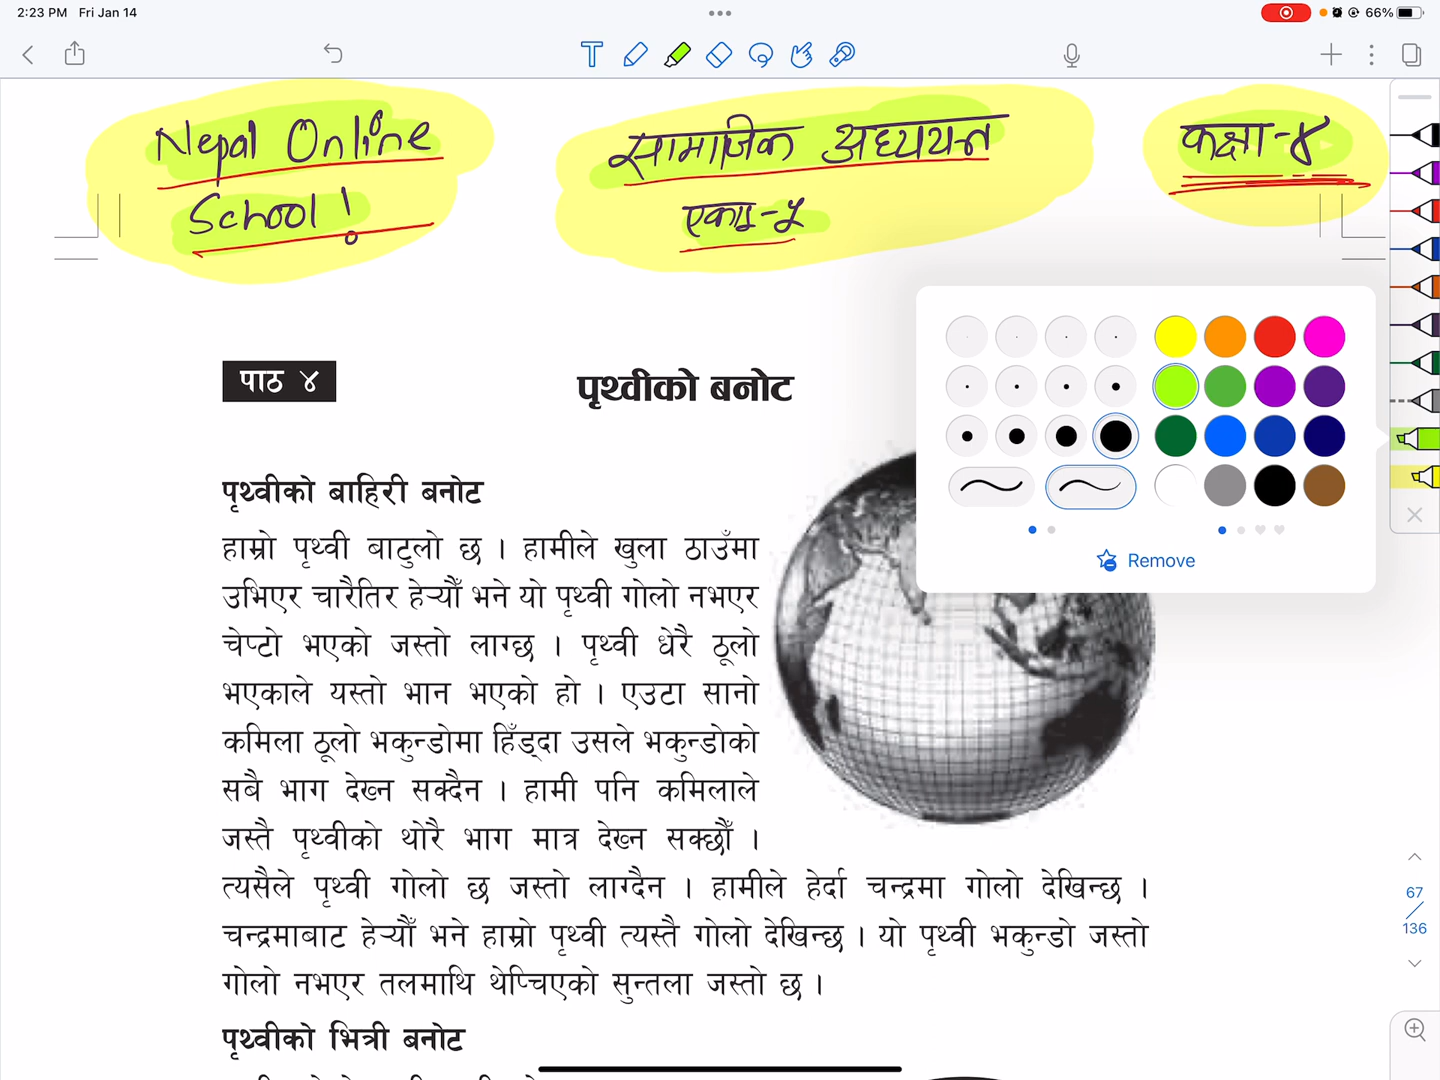 2:23 PM Fri Jan 14
66%
Nepal Online
School!
सामाजिक अध्ययन
एकाइ-५
कक्षा-४
पाठ ४
पृथ्वीको बनोट
पृथ्वीको बाहिरी बनोट
हाम्रो पृथ्वी बाटुलो छ । हामीले खुला ठाउँमा
उभिएर चारैतिर हेर्‍यौँ भने यो पृथ्वी गोलो नभएर
चेप्टो भएको जस्तो लाग्छ । पृथ्वी धेरै ठूलो
भएकाले यस्तो भान भएको हो । एउटा सानो
कमिला ठूलो भकुन्डोमा हिँड्दा उसले भकुन्डोको
सबै भाग देख्न सक्दैन । हामी पनि कमिलाले
जस्तै पृथ्वीको थोरै भाग मात्र देख्न सक्छौँ ।
त्यसैले पृथ्वी गोलो छ जस्तो लाग्दैन । हामीले हेर्दा चन्द्रमा गोलो देखिन्छ ।
चन्द्रमाबाट हेर्‍यौँ भने हाम्रो पृथ्वी त्यस्तै गोलो देखिन्छ । यो पृथ्वी भकुन्डो जस्तो
गोलो नभएर तलमाथि थेप्चिएको सुन्तला जस्तो छ ।
पृथ्वीको भित्री बनोट
Remove
67
136